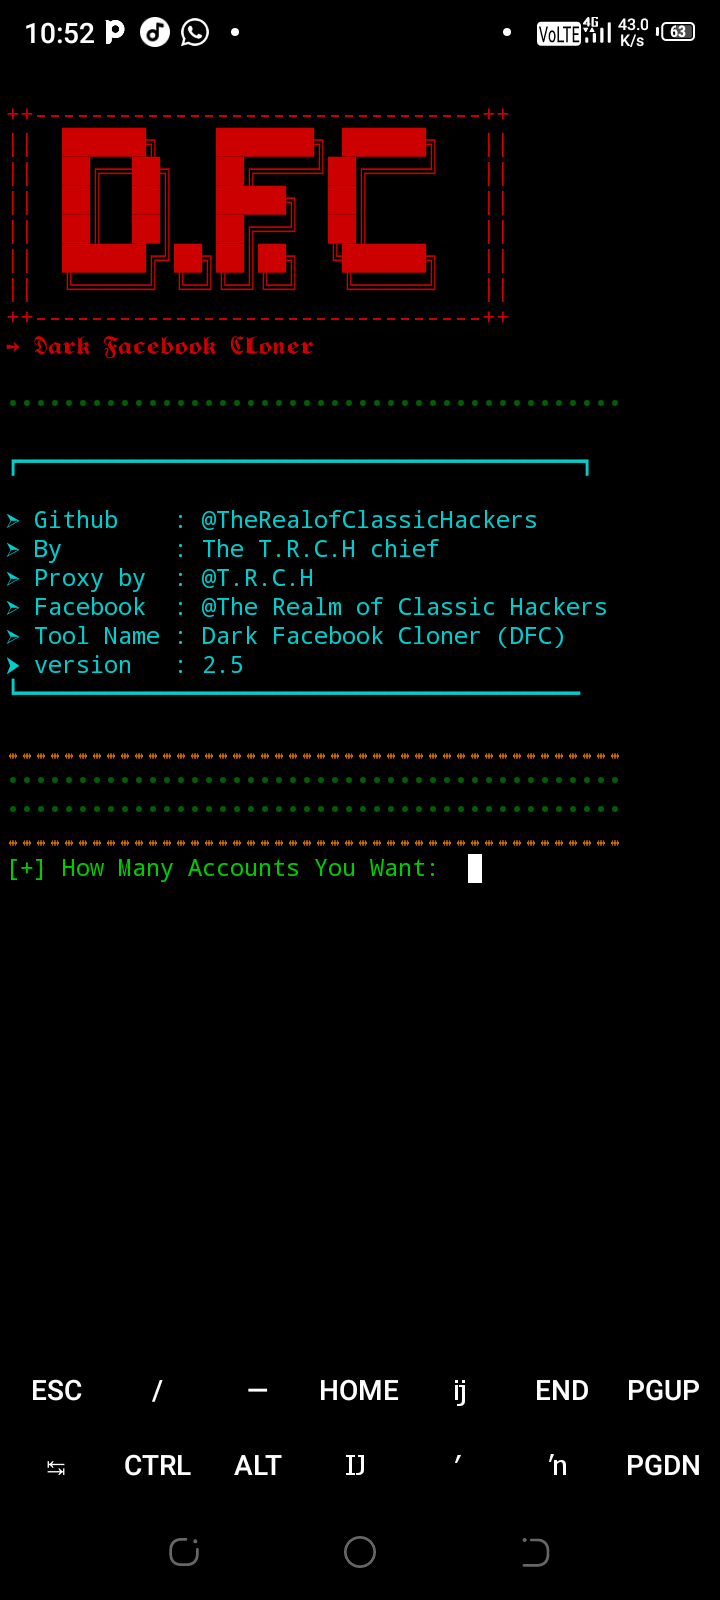 10:52 VoLTE 4G 43.0 K/s 63
++--------------------------------++
D.F.C
++--------------------------------++
➙ 𝕯𝖆𝖗𝖐 𝕱𝖆𝖈𝖊𝖇𝖔𝖔𝖐 𝕮𝖑𝖔𝖓𝖊𝖗
➢ Github : @TheRealofClassicHackers
➢ By : The T.R.C.H chief
➢ Proxy by : @T.R.C.H
➢ Facebook : @The Realm of Classic Hackers
➢ Tool Name : Dark Facebook Cloner (DFC)
➤ version : 2.5
[+] How Many Accounts You Want:
ESC / — HOME ij END PGUP
↹ CTRL ALT IJ ′ ŉ PGDN